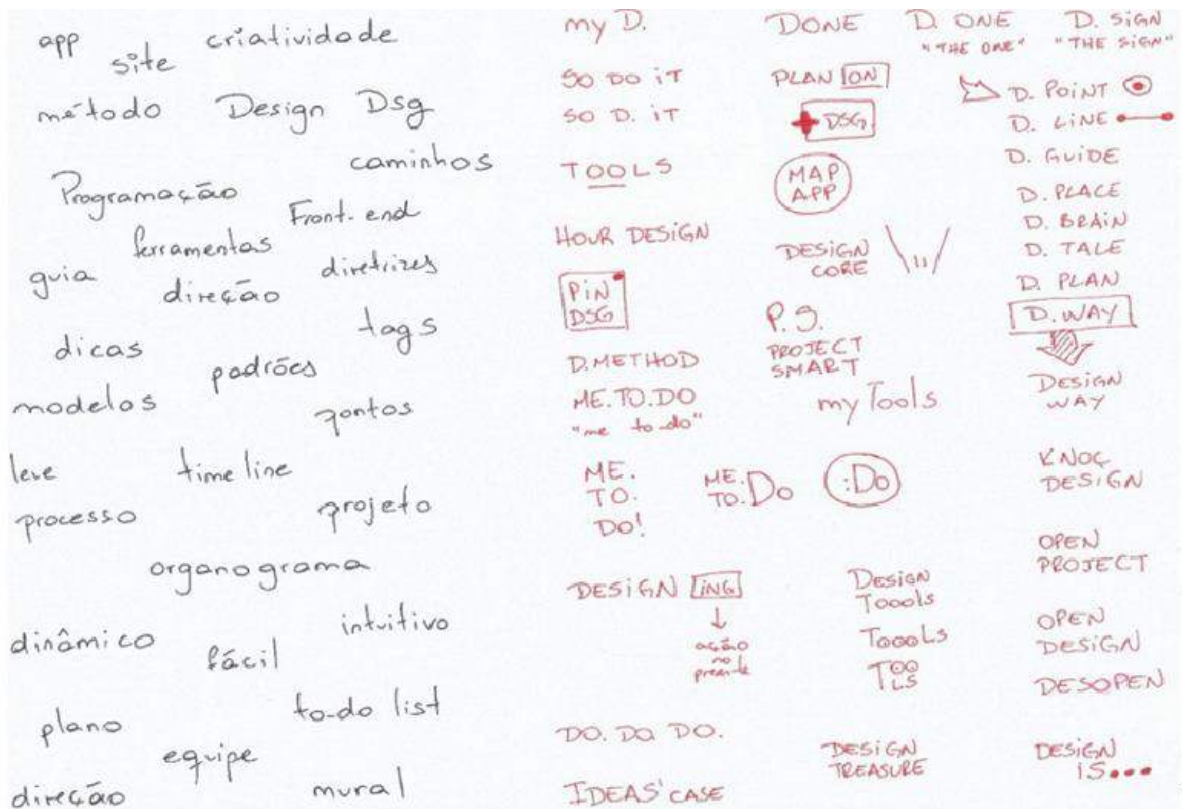 app
criatividade
site
método Design Dsg
caminhos
Programação
Front-end
ferramentas
guia
diretrizes
direção
tags
dicas
padrões
modelos
pontos
leve
time line
processo
projeto
organograma
dinâmico
intuitivo
fácil
plano
to-do list
equipe
direção
mural
my D.
SO DO iT
SO D. iT
TOOLS
HOUR DESiGN
PiN
DSG
D.METHOD
ME.TO.DO
"me to-do"
ME.
TO.
DO!
ME.
TO.Do
:Do
DESiGN iNG
ação
no
presente
DO. DO. DO.
IDEAS' CASE
DONE
PLAN ON
+DSG
MAP
APP
DESiGN
CORE
P.S.
PROJECT
SMART
my Tools
DESiGN
Toools
ToooLs
Too
LS
DESiGN
TREASURE
D. ONE
"THE ONE"
D. SiGN
"THE SiGN"
D. POiNT
D. LiNE
D. GUiDE
D. PLACE
D. BRAiN
D. TALE
D. PLAN
D. WAY
DESiGN
WAY
KNOC
DESiGN
OPEN
PROJECT
OPEN
DESiGN
DESOPEN
DESiGN
iS...